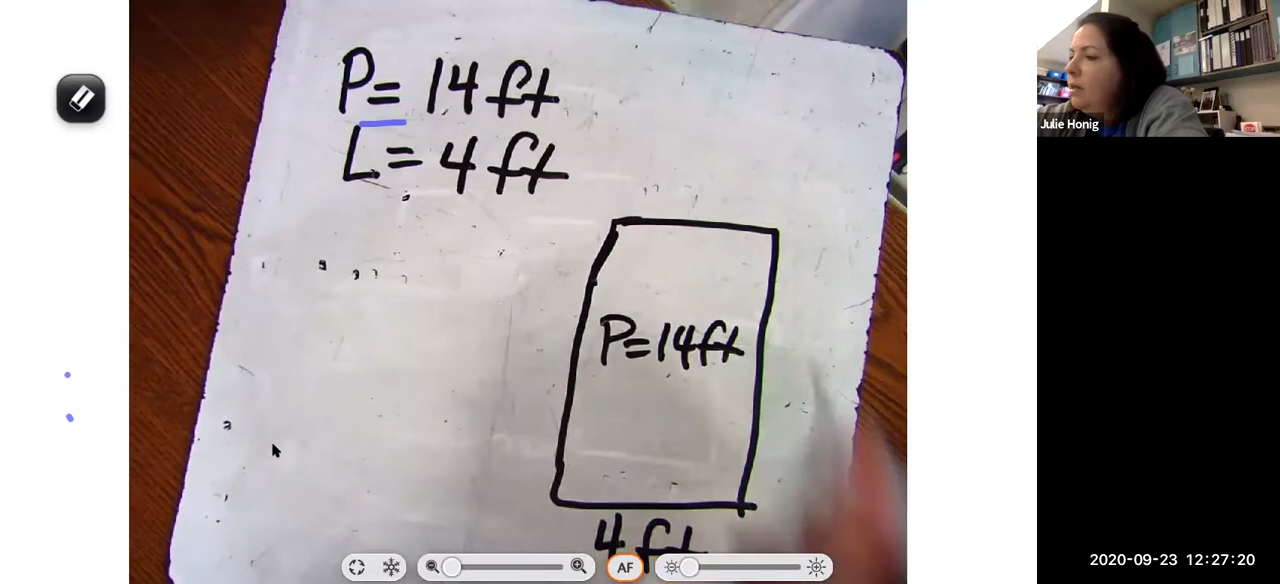 P= 14 ft
L= 4 ft
P=14ft
4 ft
Julie Honig
AF
2020-09-23 12:27:20